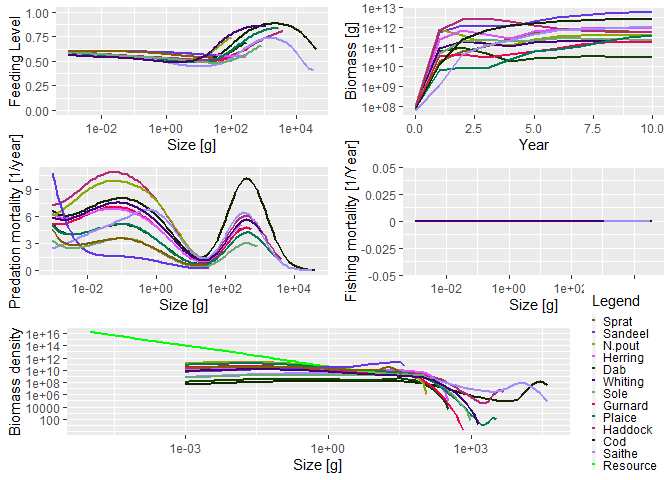 Feeding Level
1.00
0.75
0.50
0.25
0.00
1e-02
1e+00
1e+02
1e+04
Size [g]
Biomass [g]
1e+13
1e+12
1e+11
1e+10
1e+09
1e+08
0.0
2.5
5.0
7.5
10.0
Year
Predation mortality [1/year]
9
6
3
0
1e-02
1e+00
1e+02
1e+04
Size [g]
Fishing mortality [1/Year]
0.05
0.025
0
-0.025
-0.05
1e-02
1e+00
1e+02
Size [g]
Biomass density
1e+16
1e+14
1e+12
1e+10
1e+08
1e+06
10000
100
1e-03
1e+00
1e+03
Size [g]
Legend
Sprat
Sandeel
N.pout
Herring
Dab
Whiting
Sole
Gurnard
Plaice
Haddock
Cod
Saithe
Resource